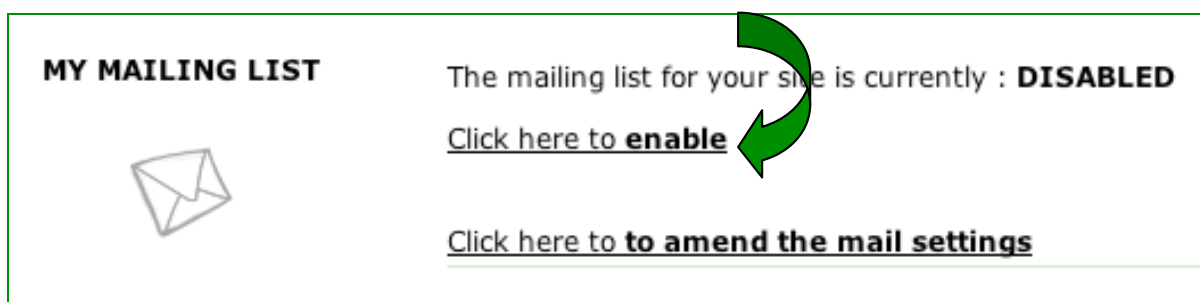 MY MAILING LIST
The mailing list for your site is currently : DISABLED
Click here to enable
Click here to to amend the mail settings